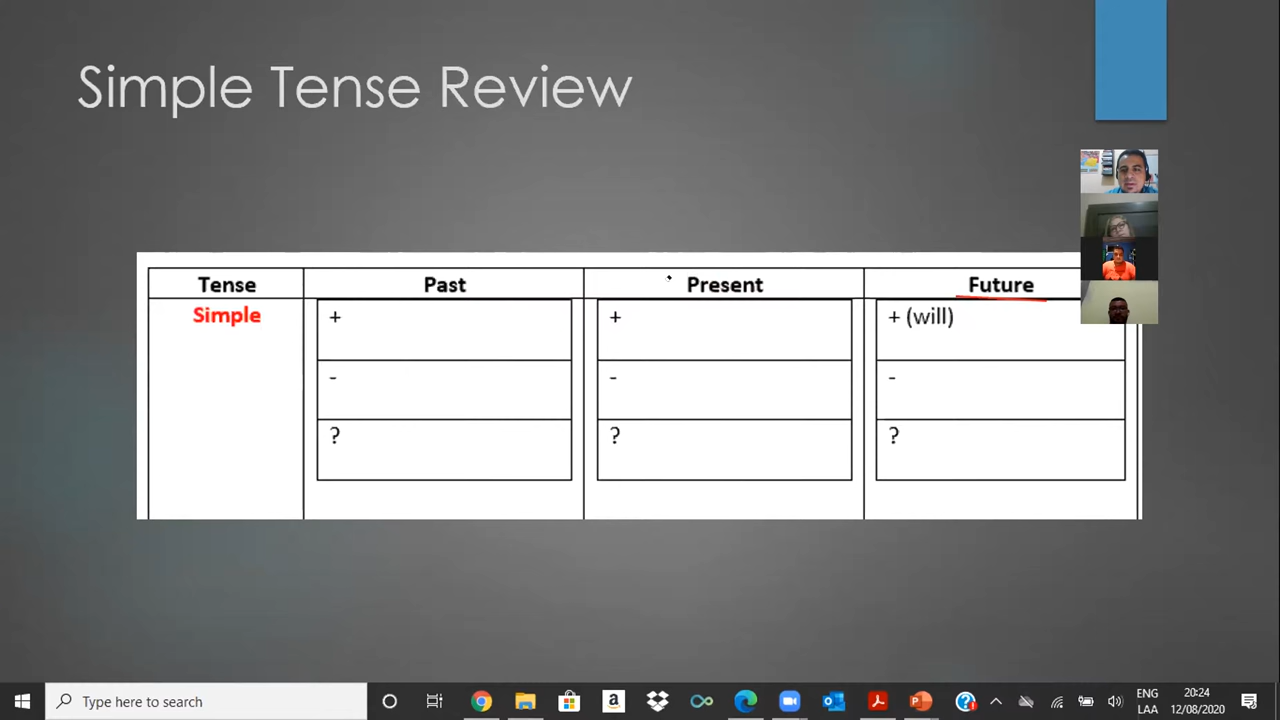 Simple Tense Review
Tense Past Present Future
Simple + + + (will)
- - -
? ? ?
Type here to search
ENG 20:24
LAA 12/08/2020